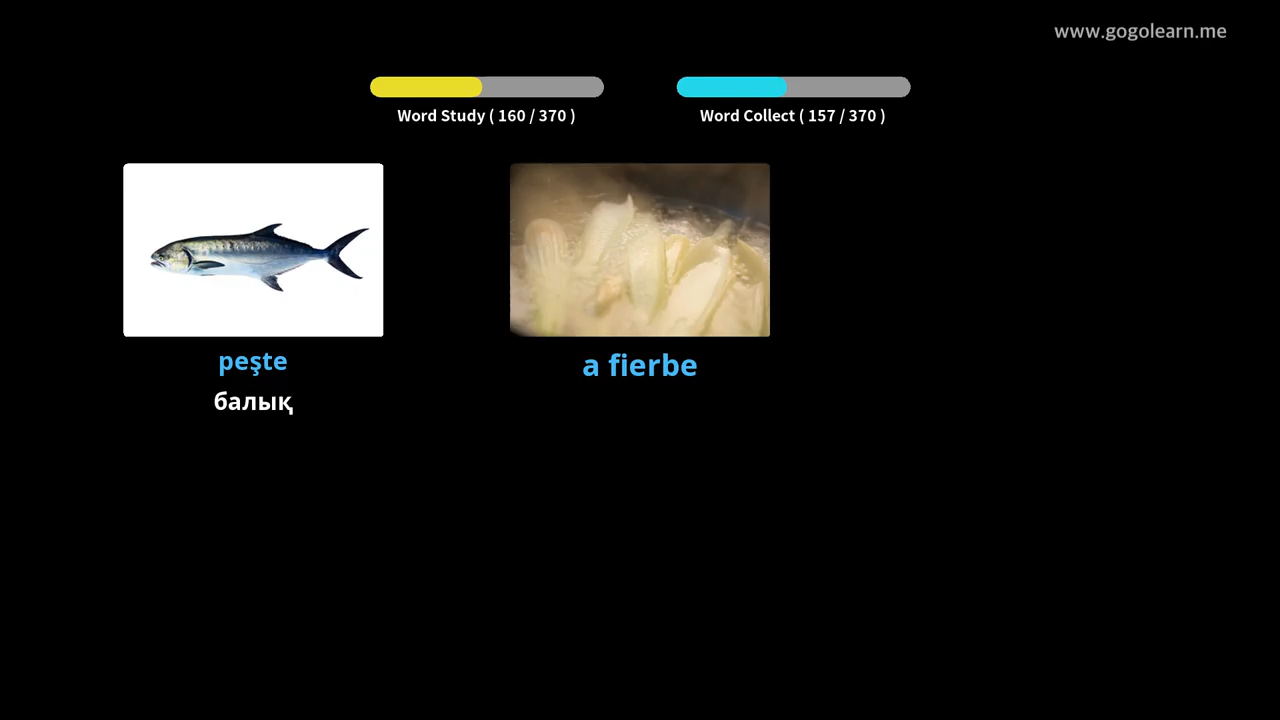 www.gogolearn.me
Word Study ( 160 / 370 )
Word Collect ( 157 / 370 )
peşte
балық
a fierbe